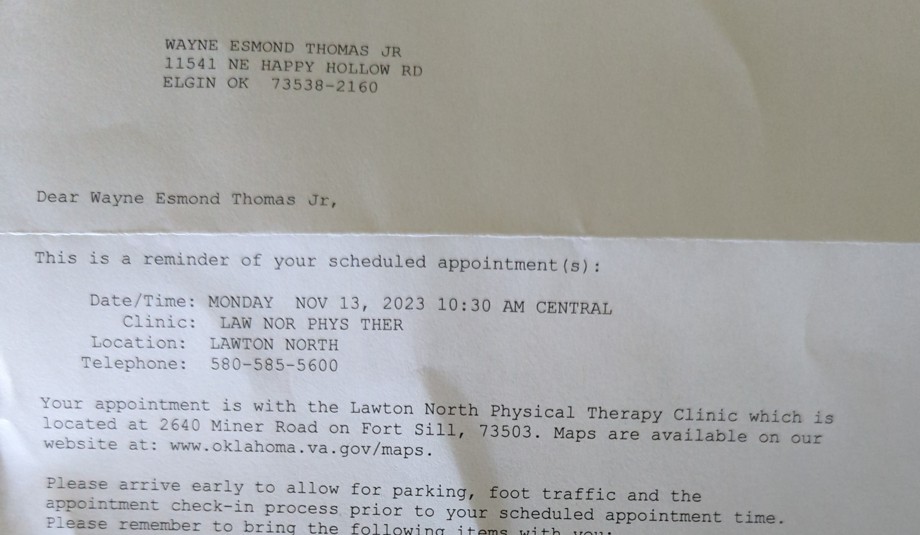 WAYNE ESMOND THOMAS JR
11541 NE HAPPY HOLLOW RD
ELGIN OK 73538-2160
Dear Wayne Esmond Thomas Jr,
This is a reminder of your scheduled appointment(s):
Date/Time: MONDAY NOV 13, 2023 10:30 AM CENTRAL
Clinic: LAW NOR PHYS THER
Location: LAWTON NORTH
Telephone: 580-585-5600
Your appointment is with the Lawton North Physical Therapy Clinic which is
located at 2640 Miner Road on Fort Sill, 73503. Maps are available on our
website at: www.oklahoma.va.gov/maps.
Please arrive early to allow for parking, foot traffic and the
appointment check-in process prior to your scheduled appointment time.
Please remember to bring the following items with you: